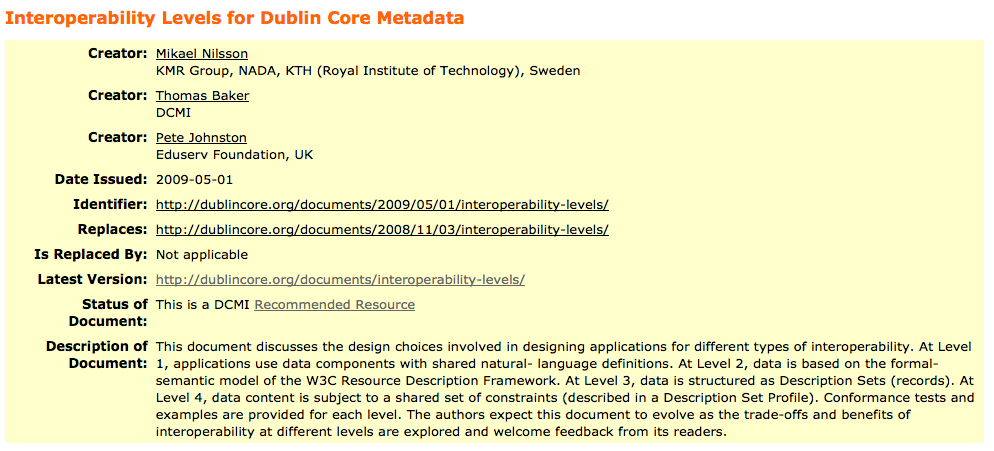 Interoperability Levels for Dublin Core Metadata
Creator: Mikael Nilsson
KMR Group, NADA, KTH (Royal Institute of Technology), Sweden
Creator: Thomas Baker
DCMI
Creator: Pete Johnston
Eduserv Foundation, UK
Date Issued: 2009-05-01
Identifier: http://dublincore.org/documents/2009/05/01/interoperability-levels/
Replaces: http://dublincore.org/documents/2008/11/03/interoperability-levels/
Is Replaced By: Not applicable
Latest Version: http://dublincore.org/documents/interoperability-levels/
Status of Document: This is a DCMI Recommended Resource
Description of Document: This document discusses the design choices involved in designing applications for different types of interoperability. At Level
1, applications use data components with shared natural- language definitions. At Level 2, data is based on the formal-
semantic model of the W3C Resource Description Framework. At Level 3, data is structured as Description Sets (records). At
Level 4, data content is subject to a shared set of constraints (described in a Description Set Profile). Conformance tests and
examples are provided for each level. The authors expect this document to evolve as the trade-offs and benefits of
interoperability at different levels are explored and welcome feedback from its readers.